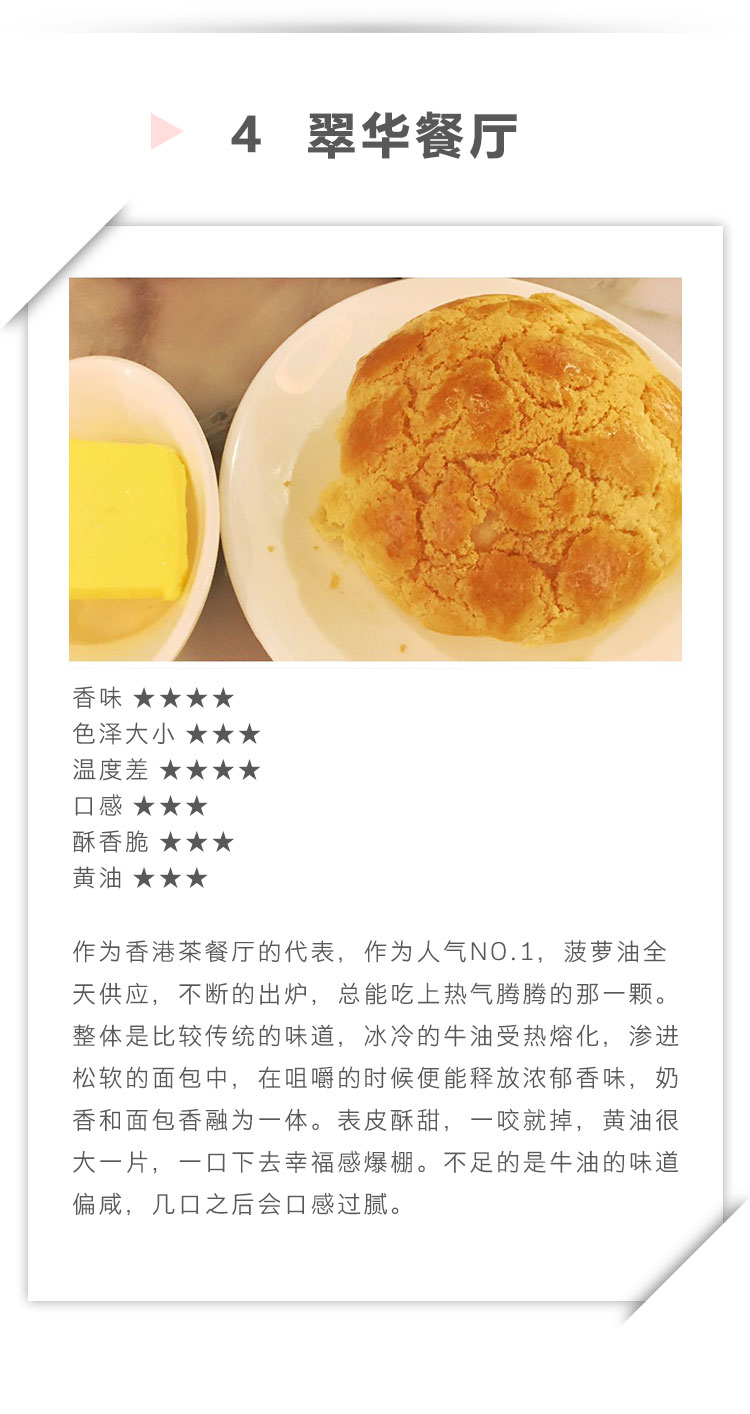 4 翠华餐厅
香味 ★★★★
色泽大小 ★★★
温度差 ★★★★
口感 ★★★
酥香脆 ★★★
黄油 ★★★
作为香港茶餐厅的代表，作为人气NO.1，菠萝油全
天供应，不断的出炉，总能吃上热气腾腾的那一颗。
整体是比较传统的味道，冰冷的牛油受热熔化，渗进
松软的面包中，在咀嚼的时候便能释放浓郁香味，奶
香和面包香融为一体。表皮酥甜，一咬就掉，黄油很
大一片，一口下去幸福感爆棚。不足的是牛油的味道
偏咸，几口之后会口感过腻。